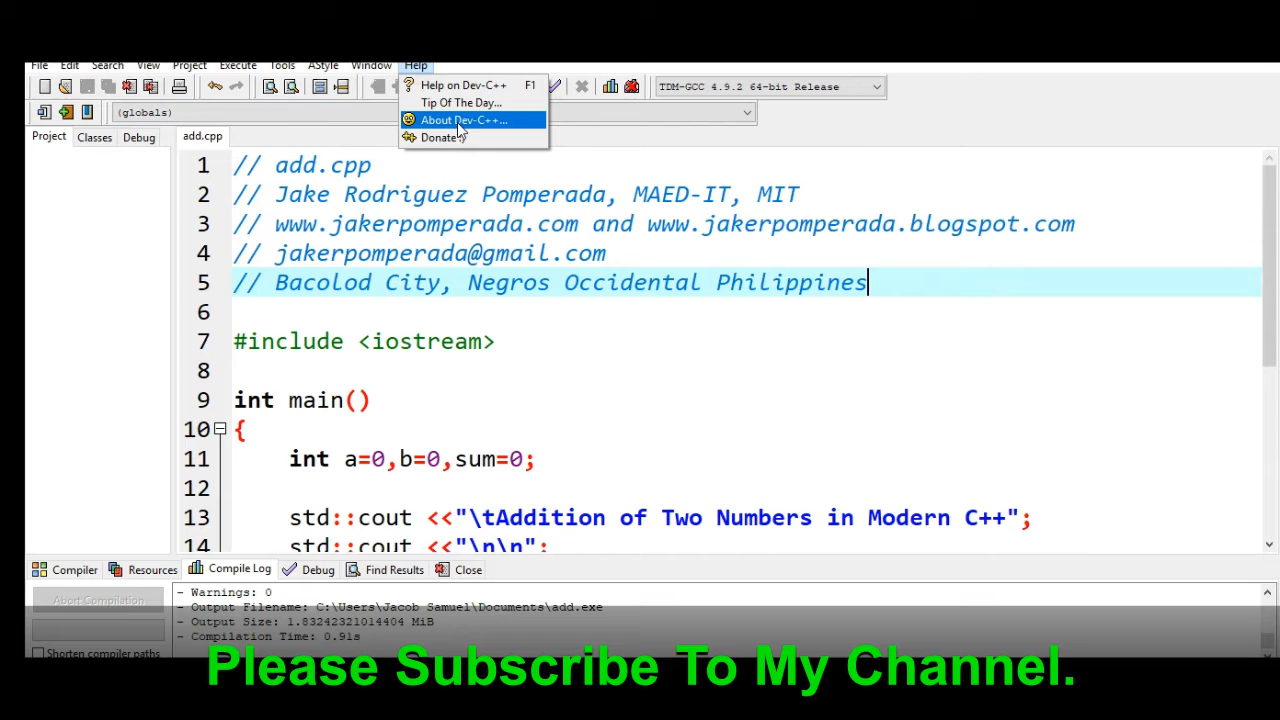 File Edit Search View Project Execute Tools AStyle Window Help
TDM-GCC 4.9.2 64-bit Release
(globals)
Help on Dev-C++ F1
Tip Of The Day...
About Dev-C++...
Donate
Project Classes Debug
add.cpp
1 // add.cpp
2 // Jake Rodriguez Pomperada, MAED-IT, MIT
3 // www.jakerpomperada.com and www.jakerpomperada.blogspot.com
4 // jakerpomperada@gmail.com
5 // Bacolod City, Negros Occidental Philippines
6
7 #include <iostream>
8
9 int main()
10 {
11 int a=0,b=0,sum=0;
12
13 std::cout <<"\tAddition of Two Numbers in Modern C++";
14 std::cout <<"\n\n";
Compiler Resources Compile Log Debug Find Results Close
Abort Compilation
Shorten compiler paths
- Warnings: 0
- Output Filename: C:\Users\Jacob Samuel\Documents\add.exe
- Output Size: 1.83242321014404 MiB
- Compilation Time: 0.91s
Please Subscribe To My Channel.